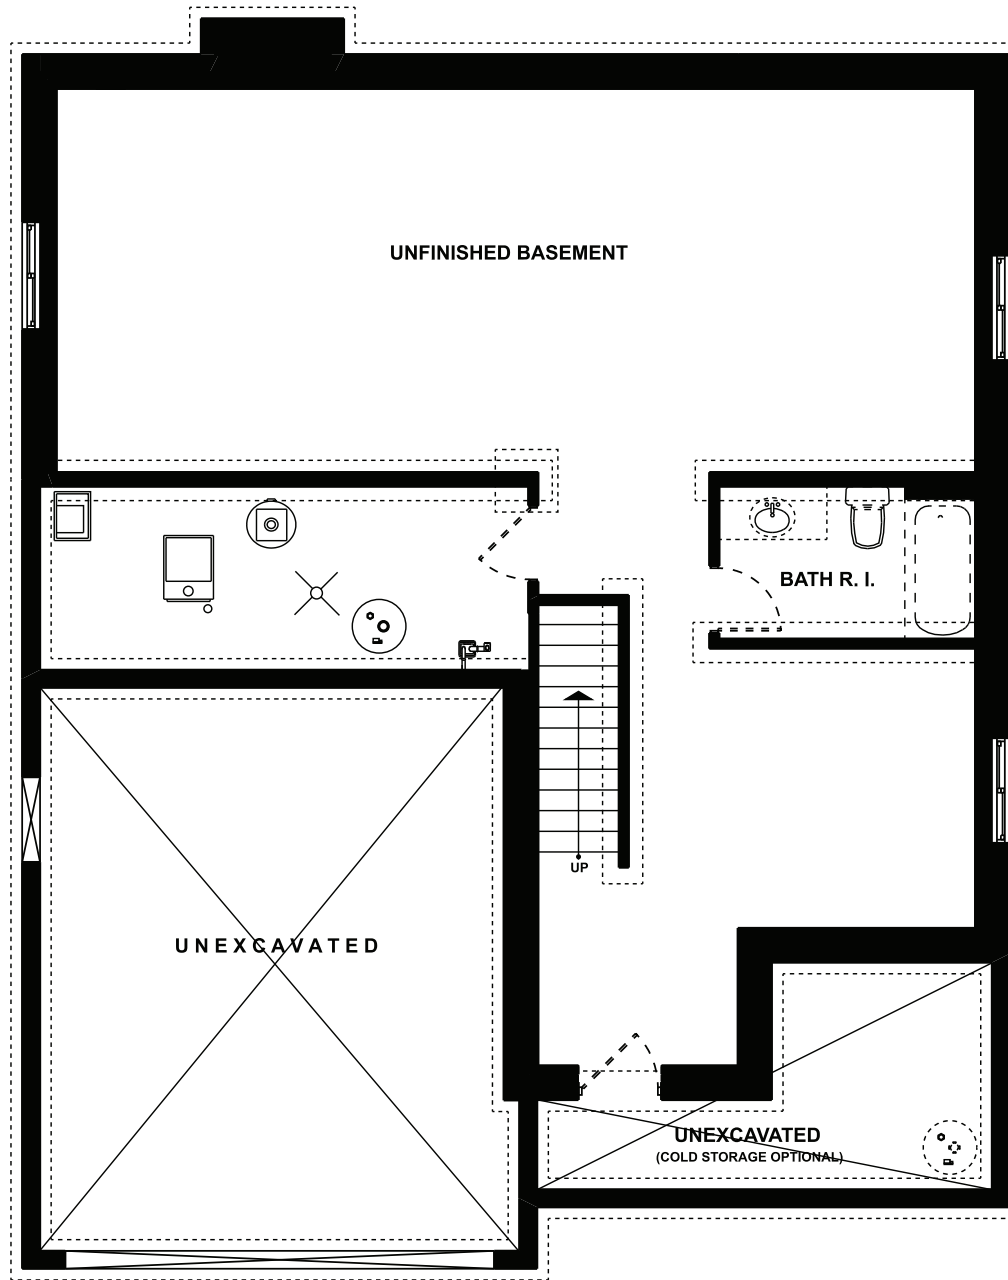 UNFINISHED BASEMENT
BATH R. I.
UP
UNEXCAVATED
UNEXCAVATED
(COLD STORAGE OPTIONAL)